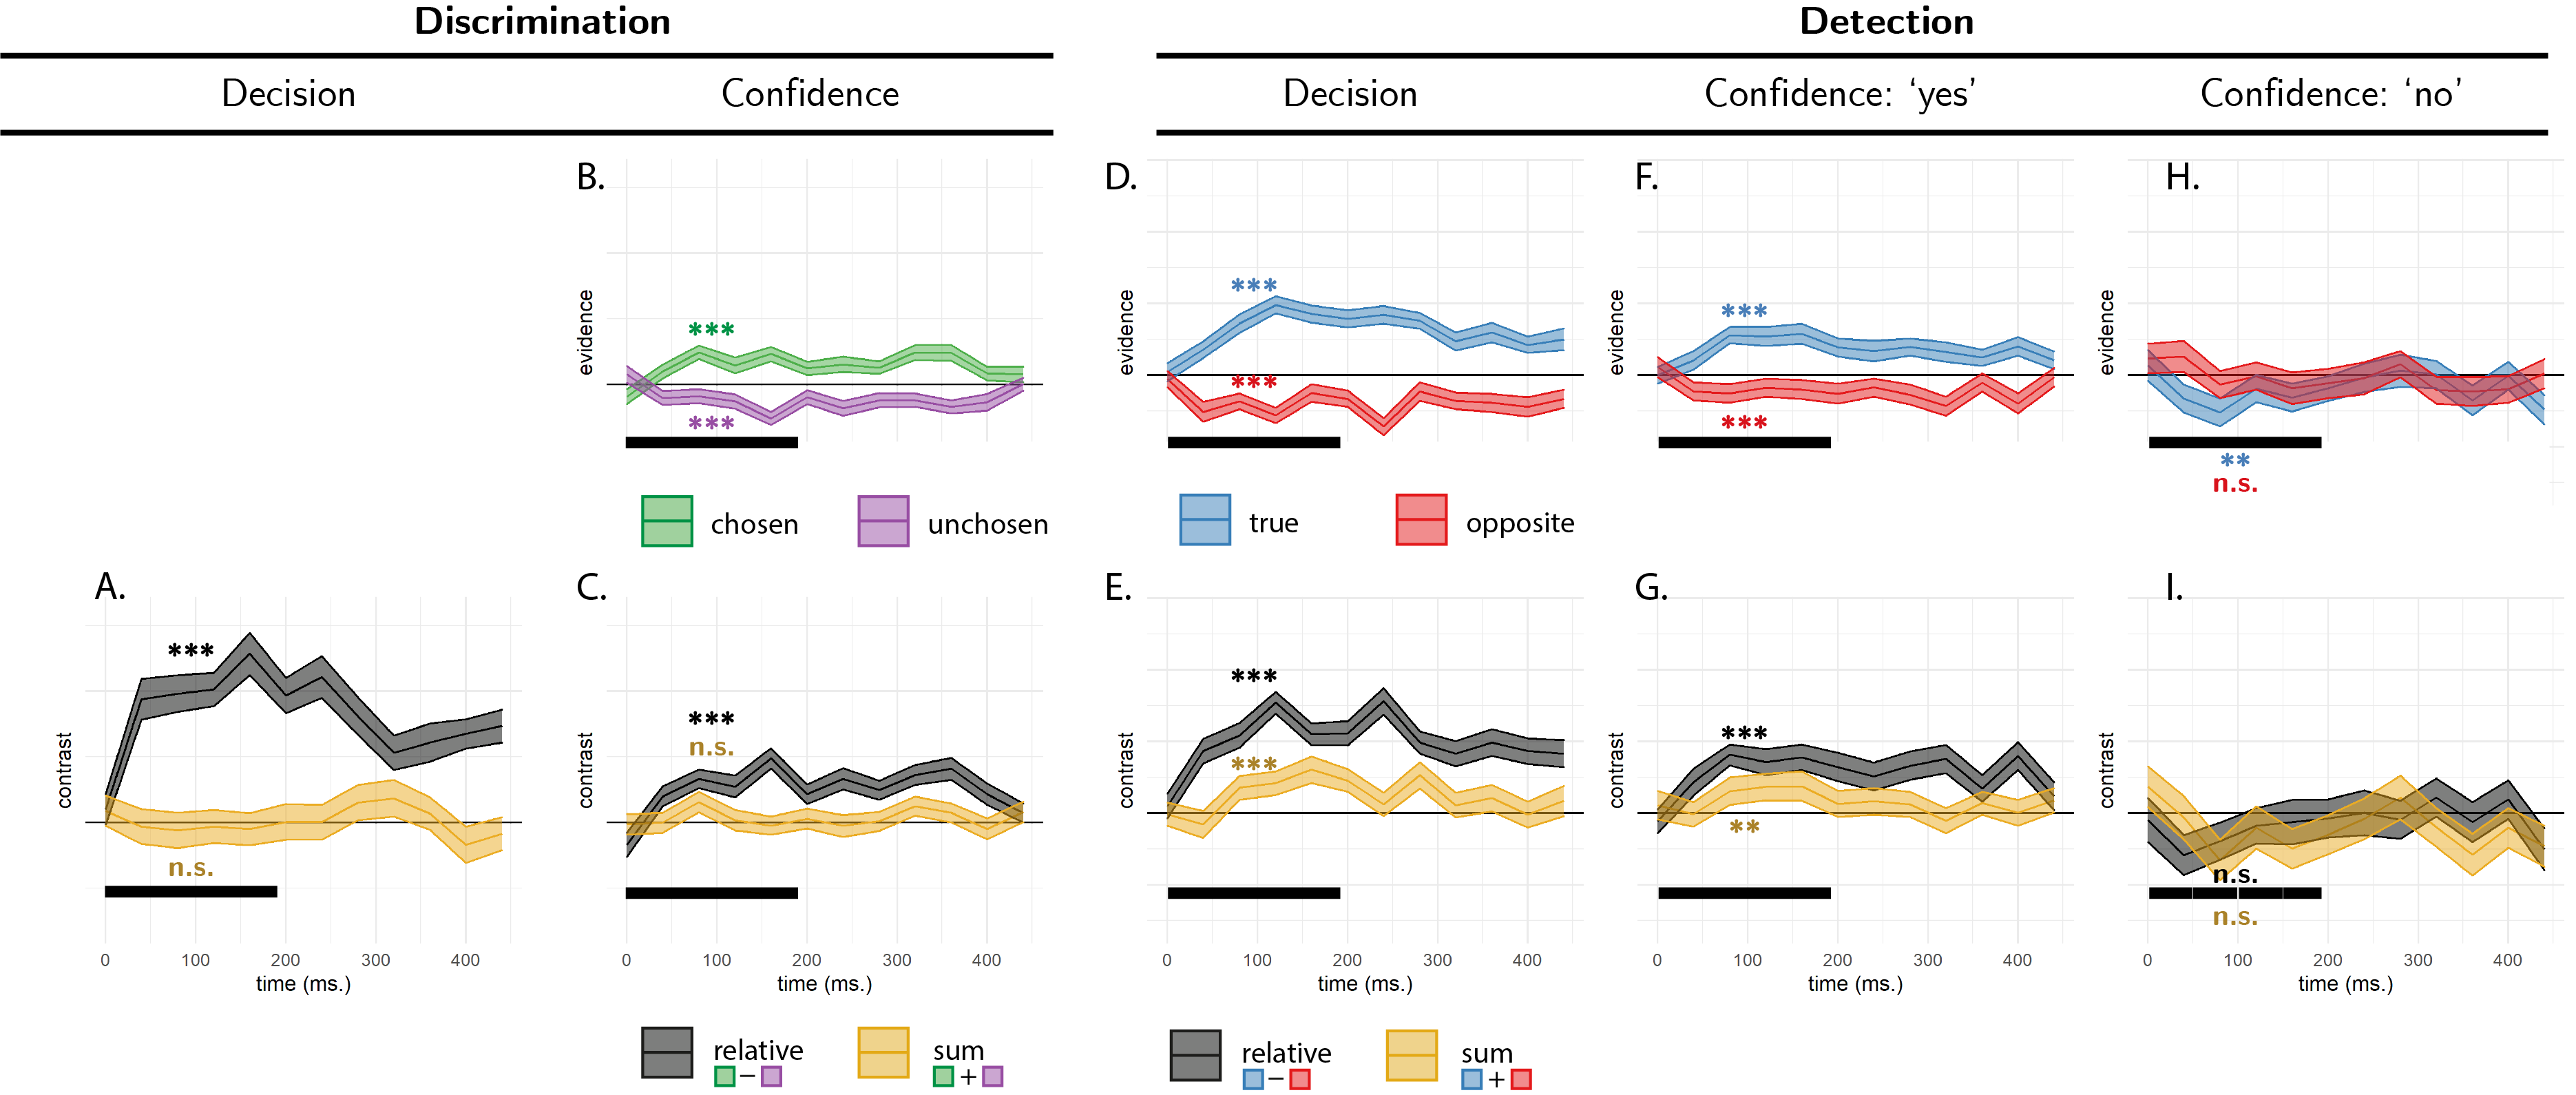 Discrimination
Detection
Decision
Confidence
Decision
Confidence: ‘yes’
Confidence: ‘no’
B.
D.
F.
H.
evidence
***
***
evidence
***
***
evidence
***
***
evidence
**
n.s.
chosen
unchosen
true
opposite
A.
C.
E.
G.
I.
contrast
***
n.s.
contrast
***
n.s.
contrast
***
***
contrast
***
**
contrast
n.s.
n.s.
0 100 200 300 400
time (ms.)
0 100 200 300 400
time (ms.)
0 100 200 300 400
time (ms.)
0 100 200 300 400
time (ms.)
0 100 200 300 400
time (ms.)
relative
−
sum
+
relative
−
sum
+